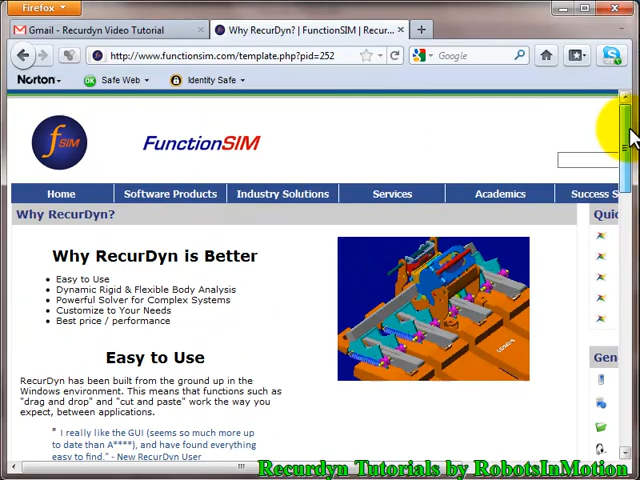 Firefox
Gmail - Recurdyn Video Tutorial
Why RecurDyn? | FunctionSIM | Recur...
http://www.functionsim.com/template.php?pid=252
Google
Norton
OK Safe Web
Identity Safe
fSIM
FunctionSIM
Home
Software Products
Industry Solutions
Services
Academics
Success S
Why RecurDyn?
Quic
Why RecurDyn is Better
Easy to Use
Dynamic Rigid & Flexible Body Analysis
Powerful Solver for Complex Systems
Customize to Your Needs
Best price / performance
Easy to Use
Gene
RecurDyn has been built from the ground up in the
Windows environment. This means that functions such as
"drag and drop" and "cut and paste" work the way you
expect, between applications.
" I really like the GUI (seems so much more up
to date than A****), and have found everything
easy to find." - New RecurDyn User
Recurdyn Tutorials by RobotsInMotion